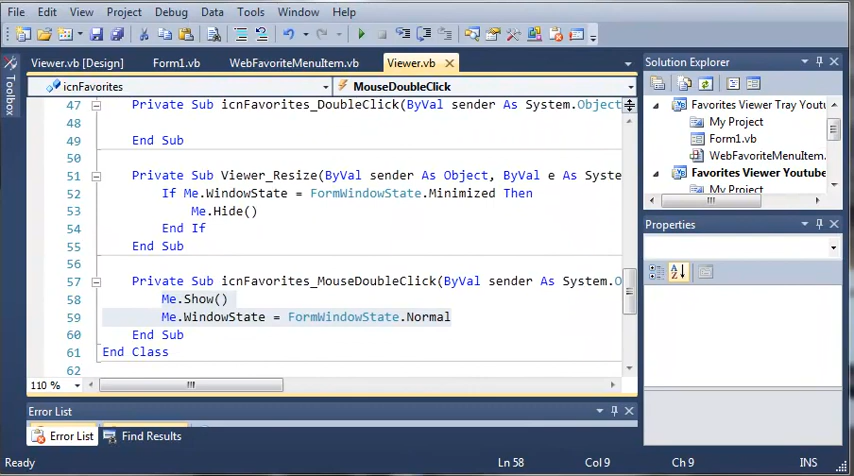 File Edit View Project Debug Data Tools Window Help
Viewer.vb [Design] Form1.vb WebFavoriteMenuItem.vb Viewer.vb
icnFavorites MouseDoubleClick
47 Private Sub icnFavorites_DoubleClick(ByVal sender As System.Object
48
49 End Sub
50
51 Private Sub Viewer_Resize(ByVal sender As Object, ByVal e As System
52 If Me.WindowState = FormWindowState.Minimized Then
53 Me.Hide()
54 End If
55 End Sub
56
57 Private Sub icnFavorites_MouseDoubleClick(ByVal sender As System.O
58 Me.Show()
59 Me.WindowState = FormWindowState.Normal
60 End Sub
61 End Class
62
110 %
Toolbox
Solution Explorer
Favorites Viewer Tray Youtu
My Project
Form1.vb
WebFavoriteMenuItem.
Favorites Viewer Youtube
My Project
Properties
Error List
Error List Find Results
Ready Ln 58 Col 9 Ch 9 INS